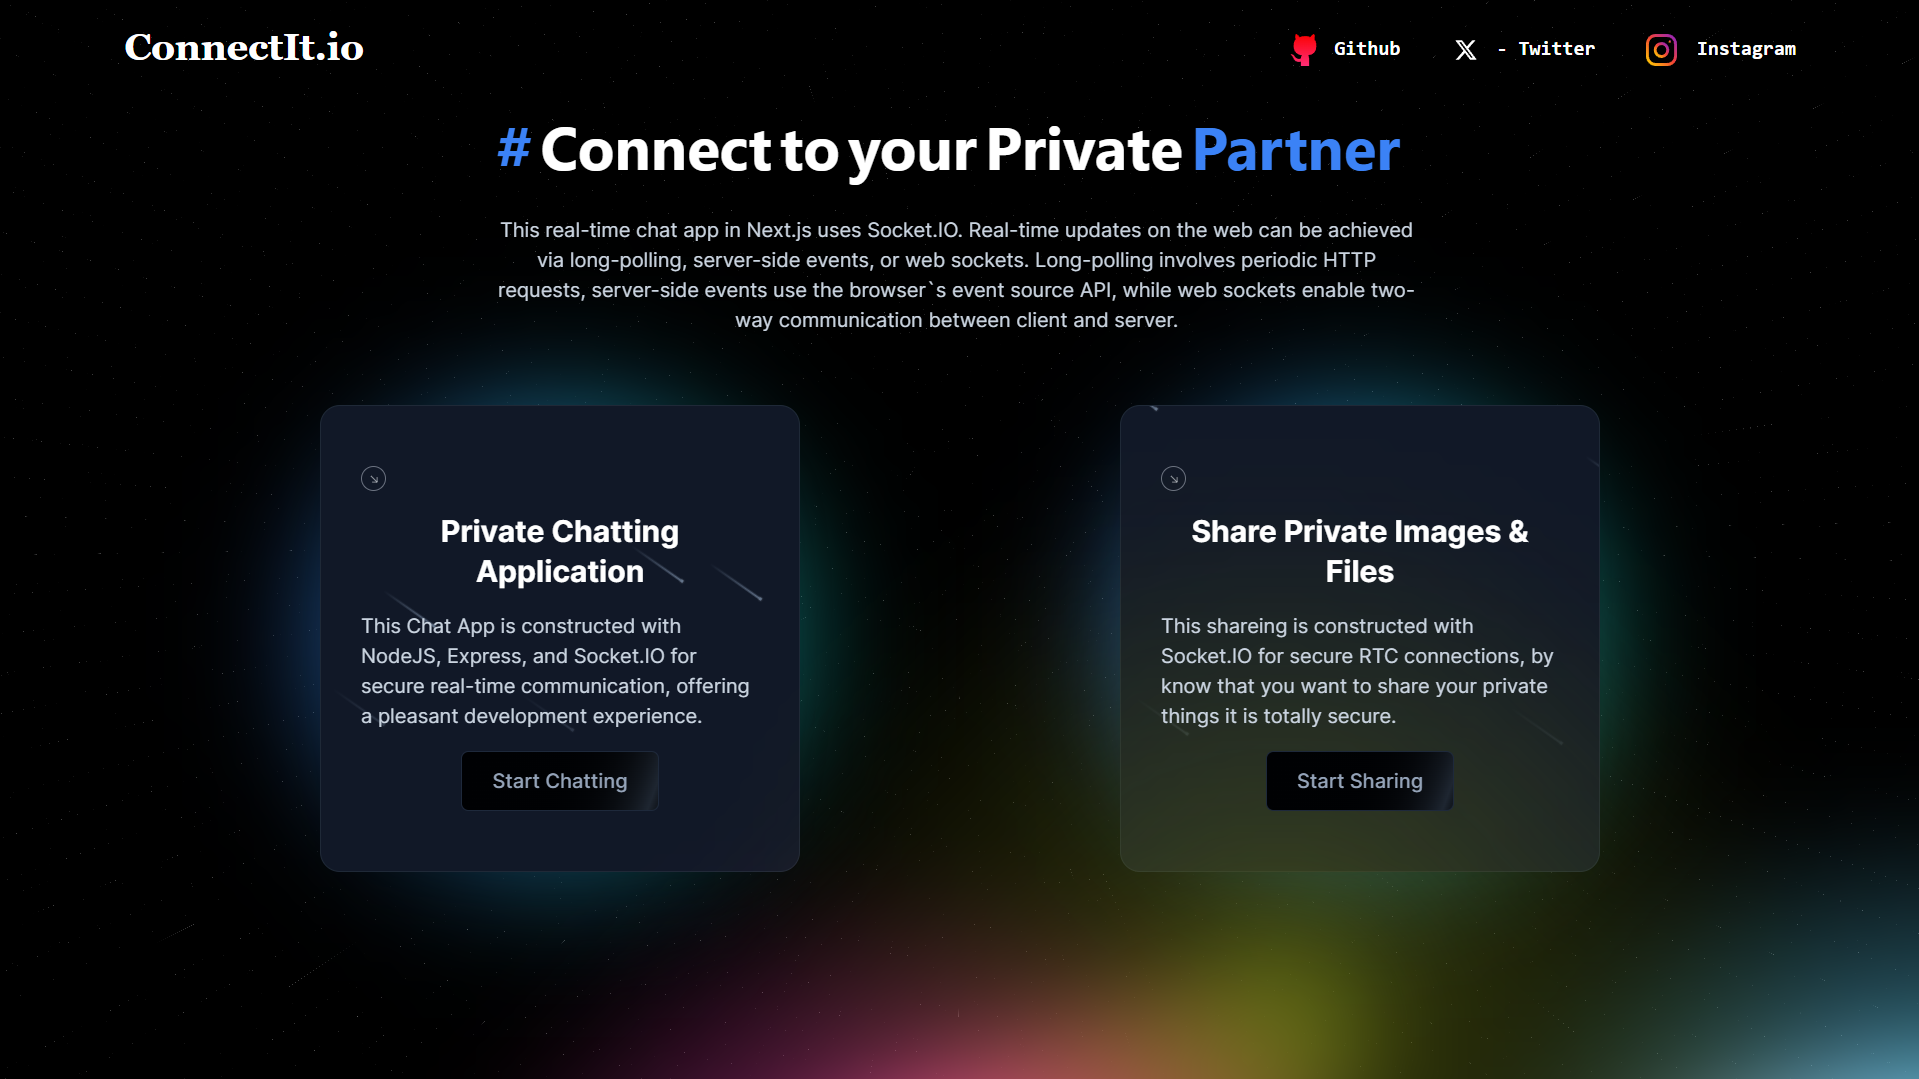 ConnectIt.io
Github
- Twitter
Instagram
# Connect to your Private Partner
This real-time chat app in Next.js uses Socket.IO. Real-time updates on the web can be achieved
via long-polling, server-side events, or web sockets. Long-polling involves periodic HTTP
requests, server-side events use the browser`s event source API, while web sockets enable two-
way communication between client and server.
Private Chatting
Application
This Chat App is constructed with
NodeJS, Express, and Socket.IO for
secure real-time communication, offering
a pleasant development experience.
Start Chatting
Share Private Images &
Files
This shareing is constructed with
Socket.IO for secure RTC connections, by
know that you want to share your private
things it is totally secure.
Start Sharing